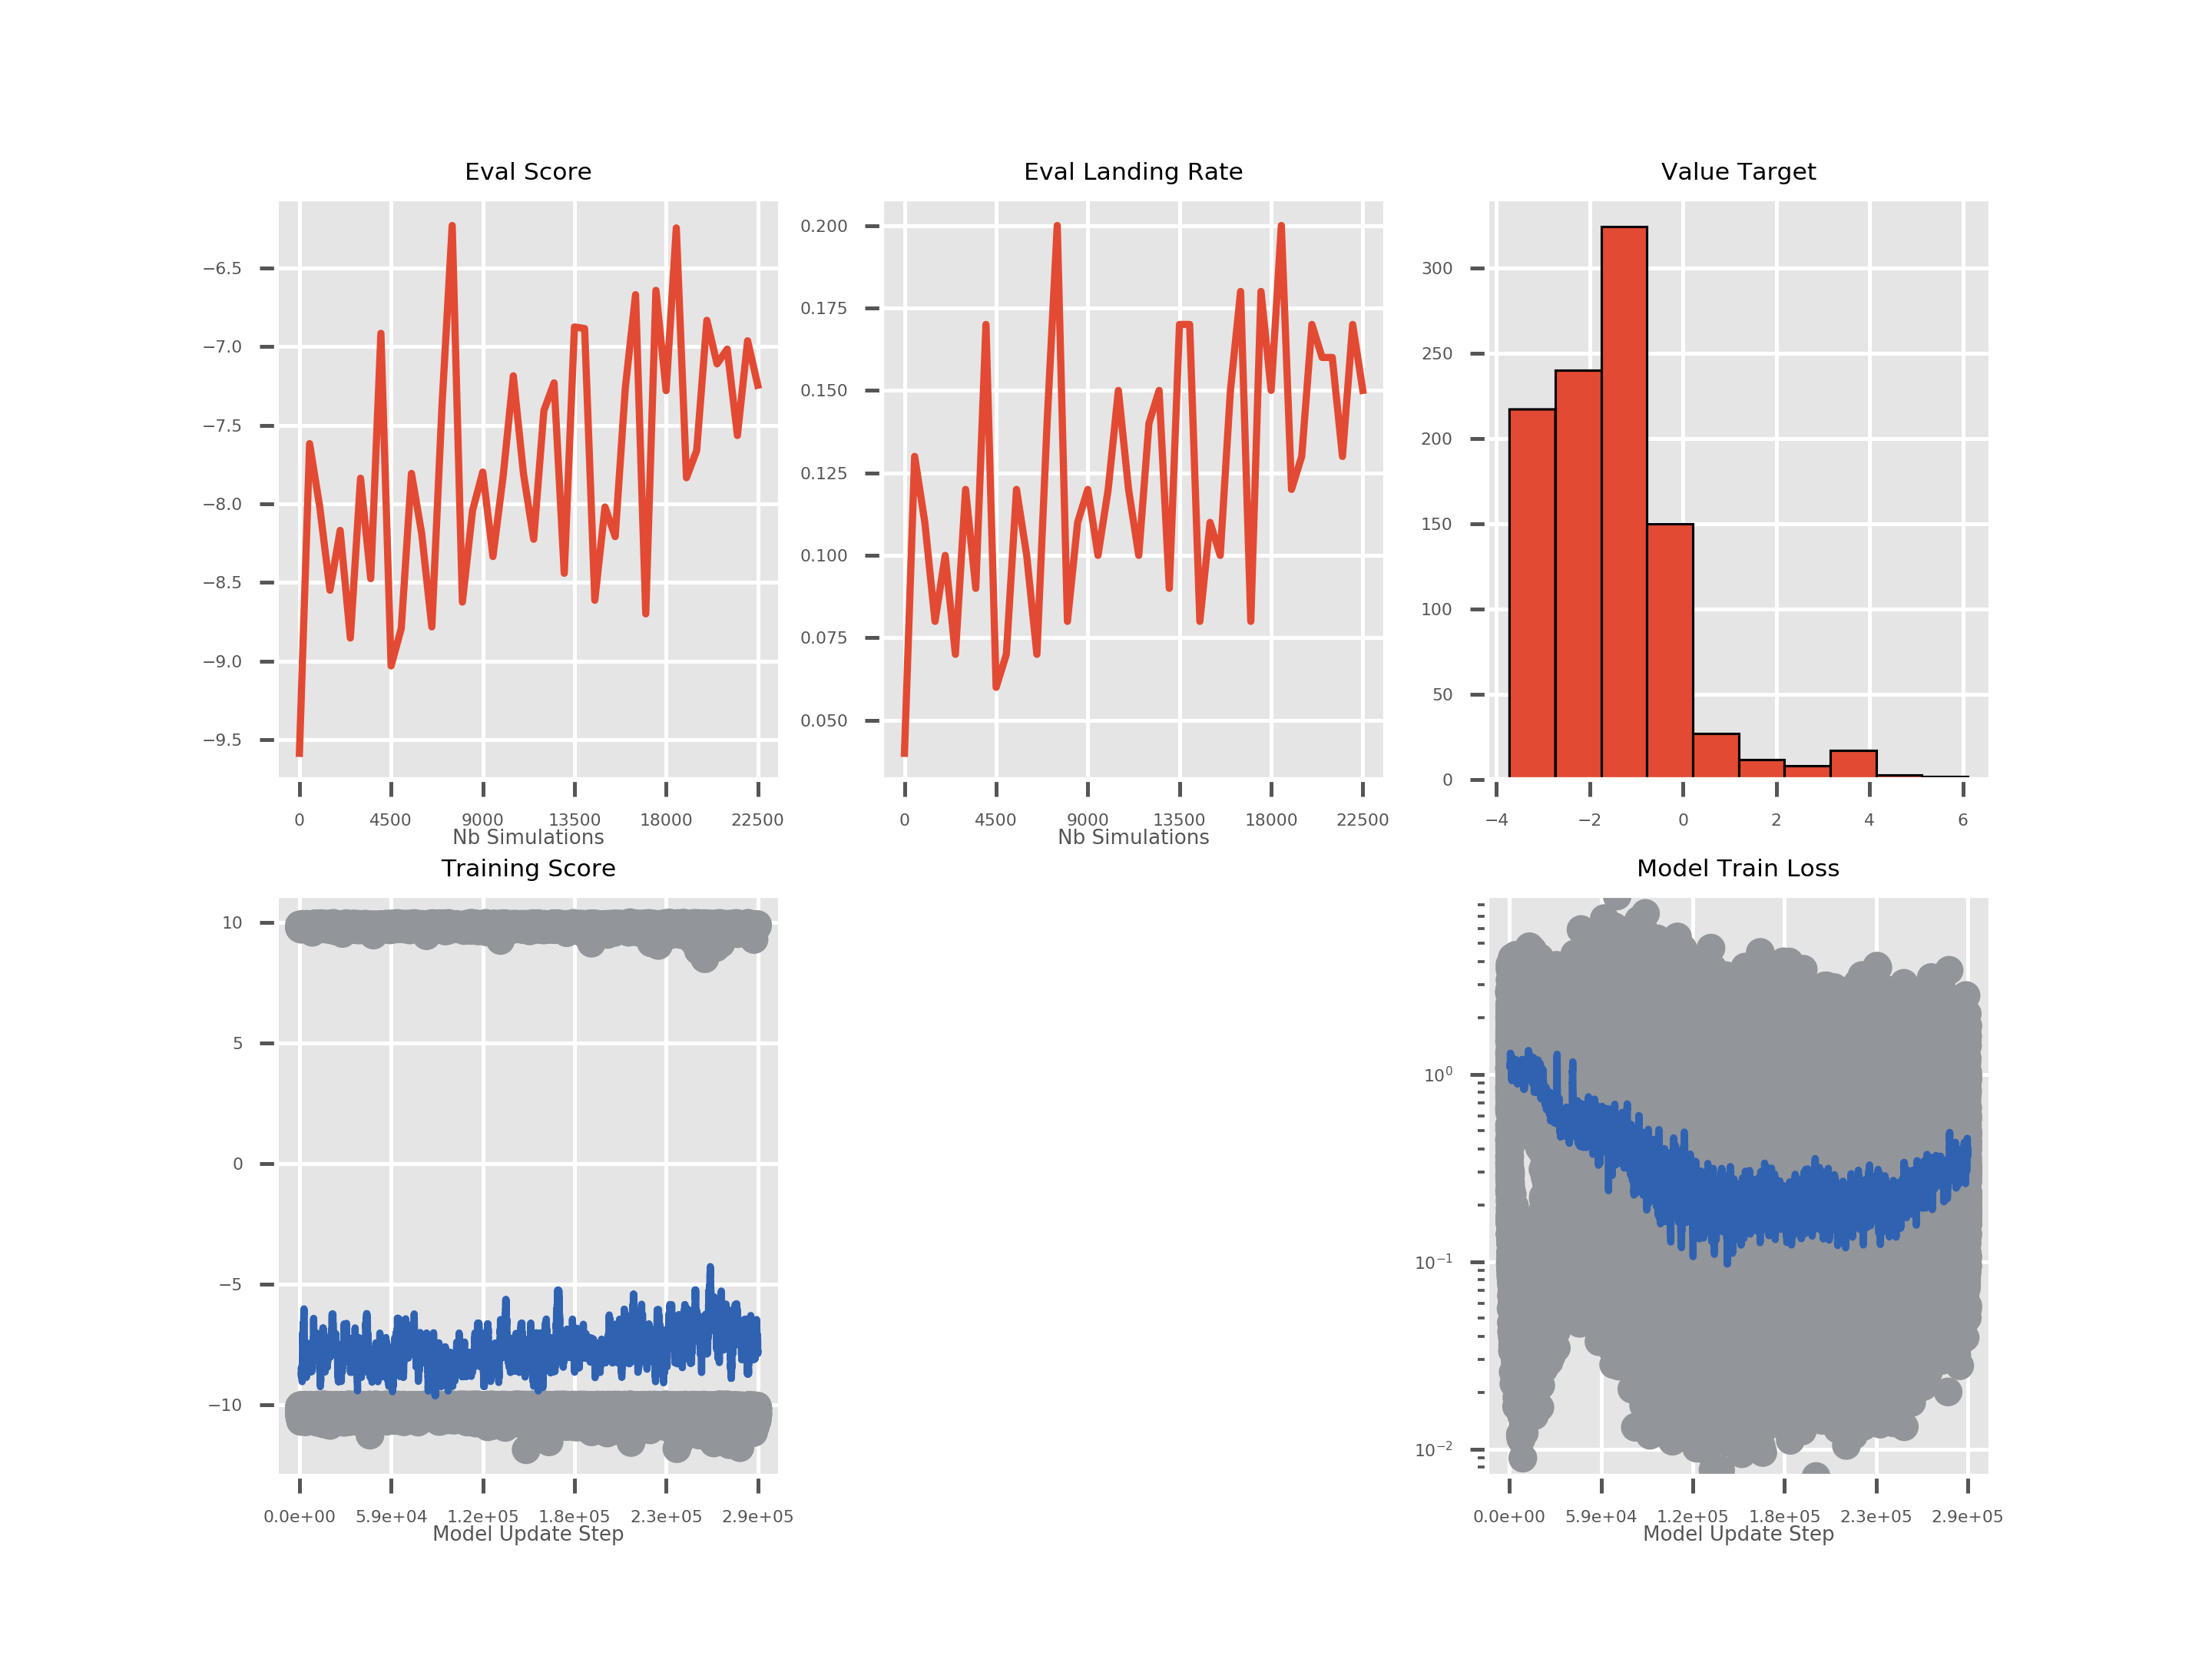 Eval Score
−6.5
−7.0
−7.5
−8.0
−8.5
−9.0
−9.5
0 4500 9000 13500 18000 22500
Nb Simulations
Eval Landing Rate
0.200
0.175
0.150
0.125
0.100
0.075
0.050
0 4500 9000 13500 18000 22500
Nb Simulations
Value Target
300
250
200
150
100
50
0
−4 −2 0 2 4 6
Training Score
10
5
0
−5
−10
0.0e+00 5.9e+04 1.2e+05 1.8e+05 2.3e+05 2.9e+05
Model Update Step
Model Train Loss
10⁰
10⁻¹
10⁻²
0.0e+00 5.9e+04 1.2e+05 1.8e+05 2.3e+05 2.9e+05
Model Update Step